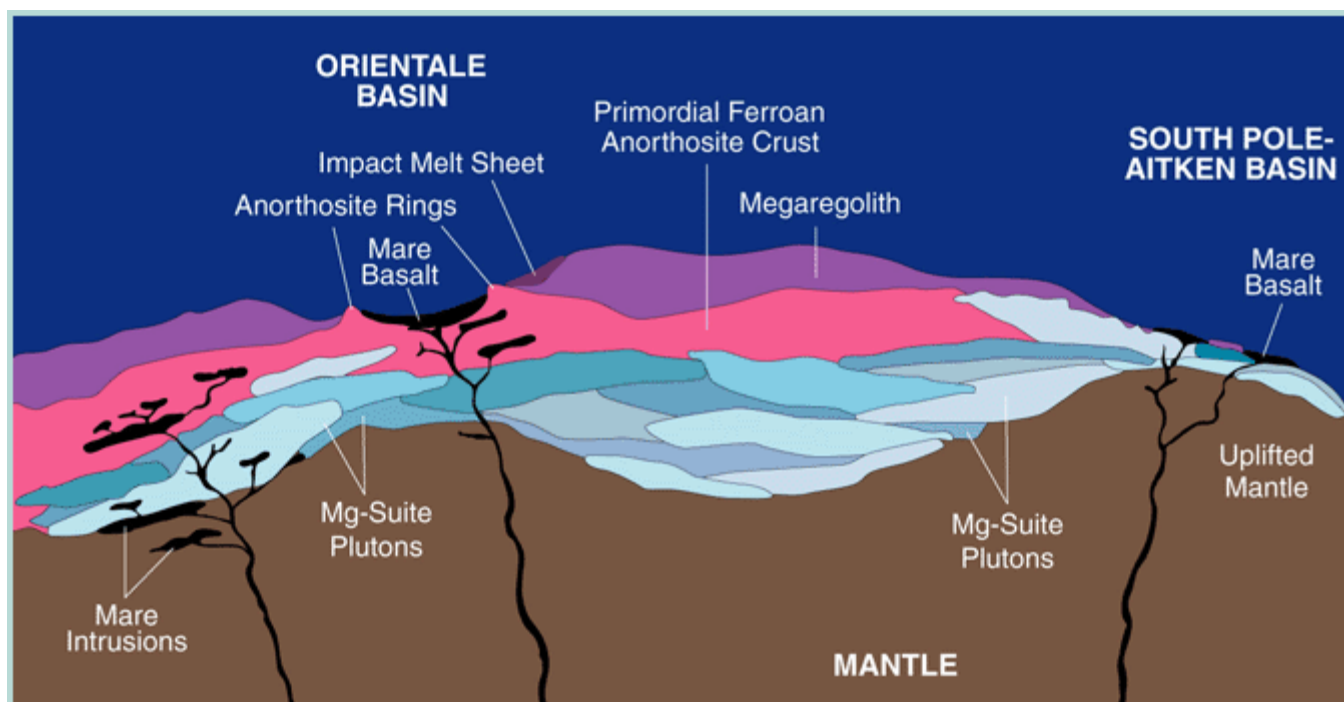 ORIENTALE
BASIN
Primordial Ferroan
Anorthosite Crust
SOUTH POLE-
AITKEN BASIN
Impact Melt Sheet
Anorthosite Rings
Megaregolith
Mare
Basalt
Mare
Basalt
Uplifted
Mantle
Mg-Suite
Plutons
Mg-Suite
Plutons
Mare
Intrusions
MANTLE